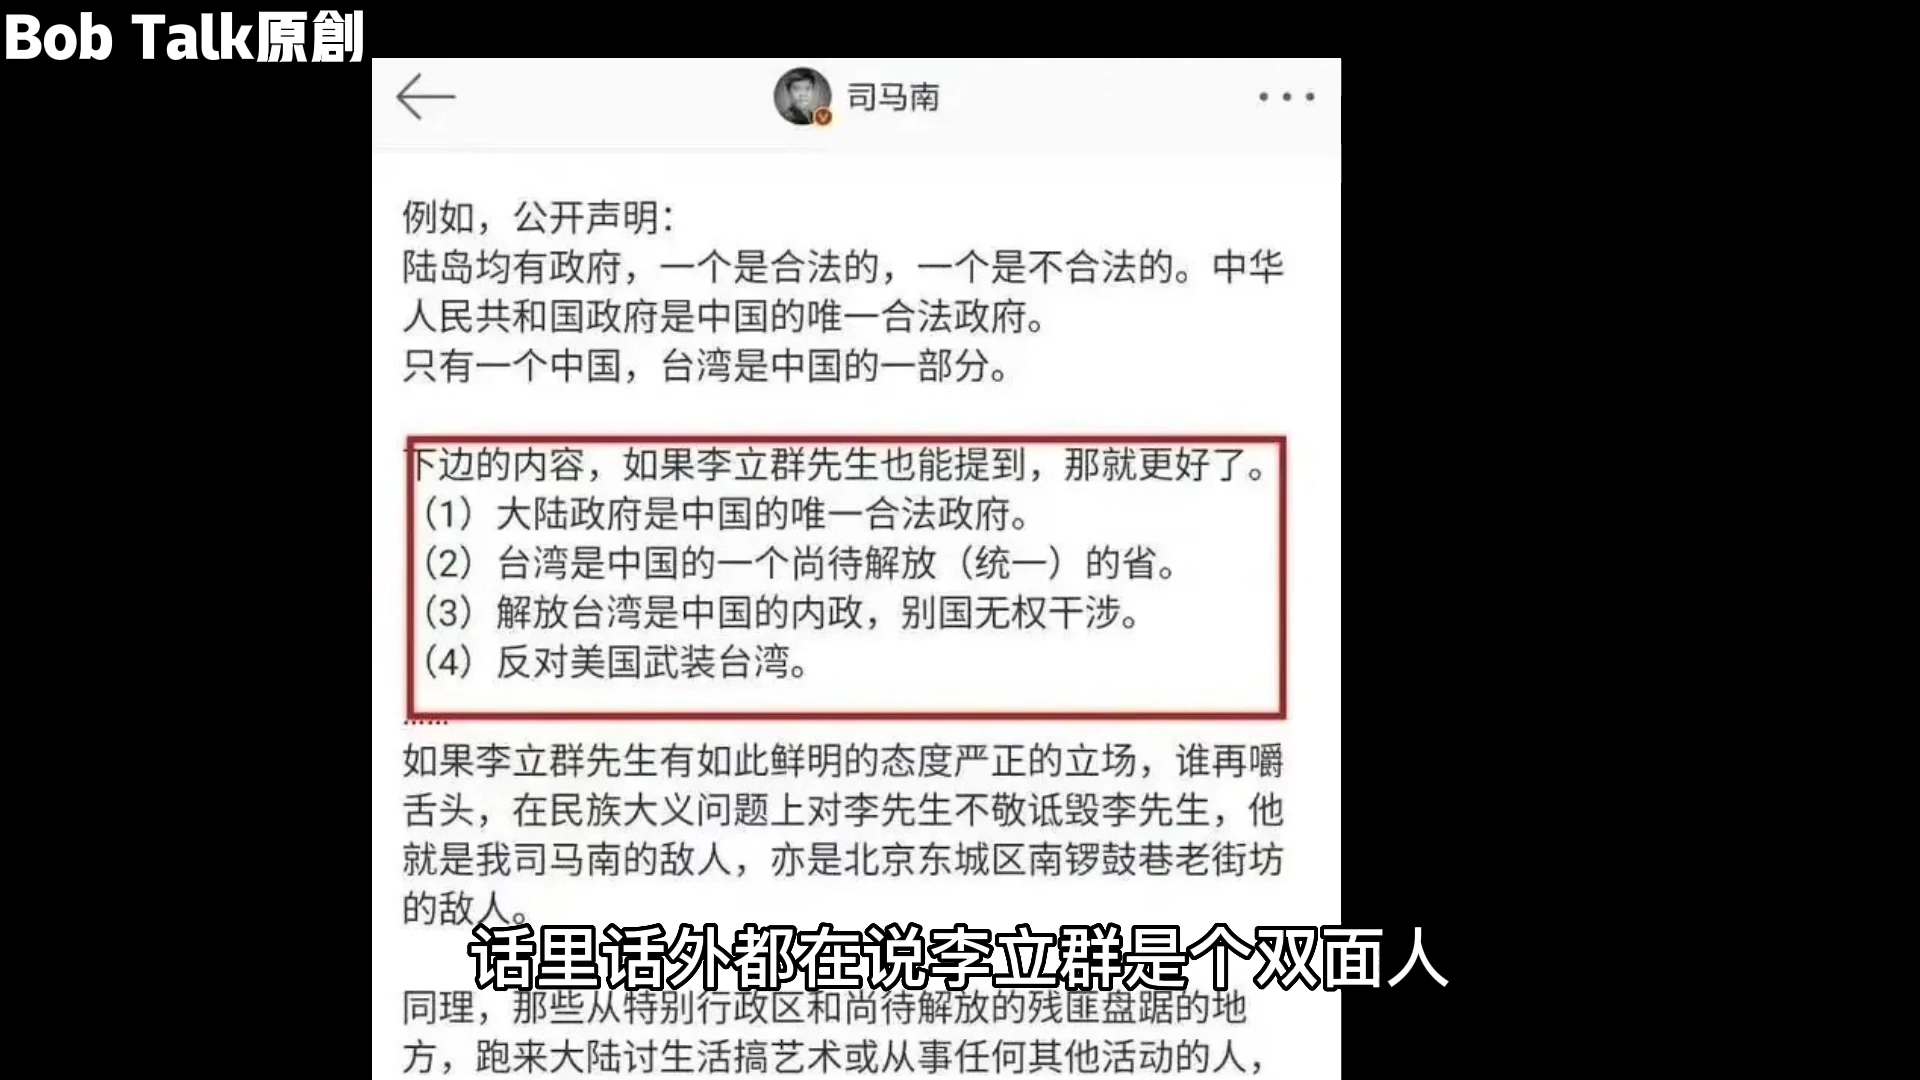 Bob Talk原創
司马南
例如，公开声明：
陆岛均有政府，一个是合法的，一个是不合法的。中华
人民共和国政府是中国的唯一合法政府。
只有一个中国，台湾是中国的一部分。
下边的内容，如果李立群先生也能提到，那就更好了。
（1）大陆政府是中国的唯一合法政府。
（2）台湾是中国的一个尚待解放（统一）的省。
（3）解放台湾是中国的内政，别国无权干涉。
（4）反对美国武装台湾。
......
如果李立群先生有如此鲜明的态度严正的立场，谁再嚼
舌头，在民族大义问题上对李先生不敬诋毁李先生，他
就是我司马南的敌人，亦是北京东城区南锣鼓巷老街坊
的敌人。
话里话外都在说李立群是个双面人
同理，那些从特别行政区和尚待解放的残匪盘踞的地
方，跑来大陆讨生活搞艺术或从事任何其他活动的人，